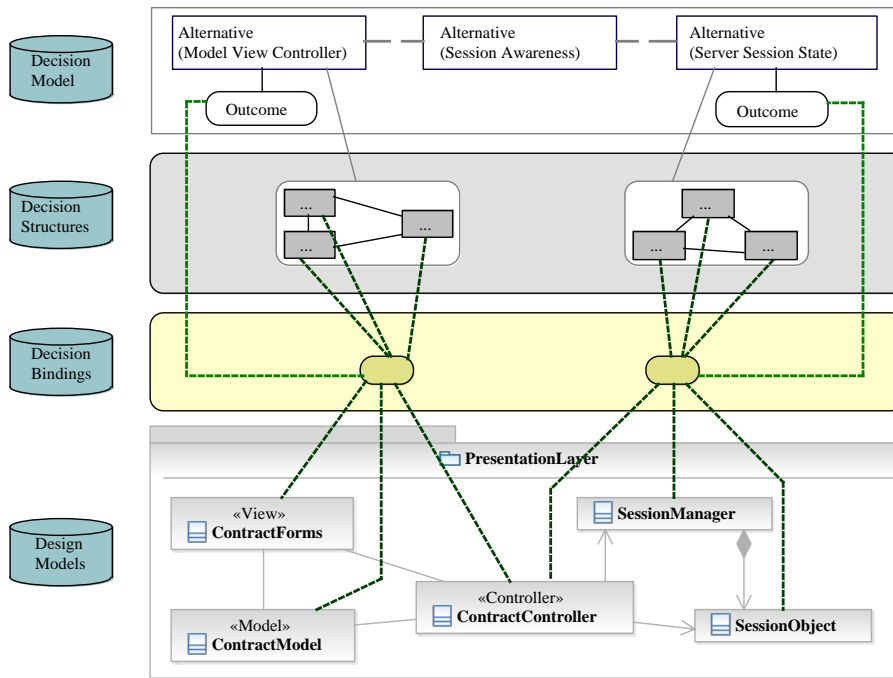 Decision
Model
Alternative
(Model View Controller)
Alternative
(Session Awareness)
Alternative
(Server Session State)
Outcome
Outcome
Decision
Structures
...
...
...
...
...
...
Decision
Bindings
PresentationLayer
Design
Models
«View»
ContractForms
SessionManager
«Controller»
ContractController
«Model»
ContractModel
SessionObject